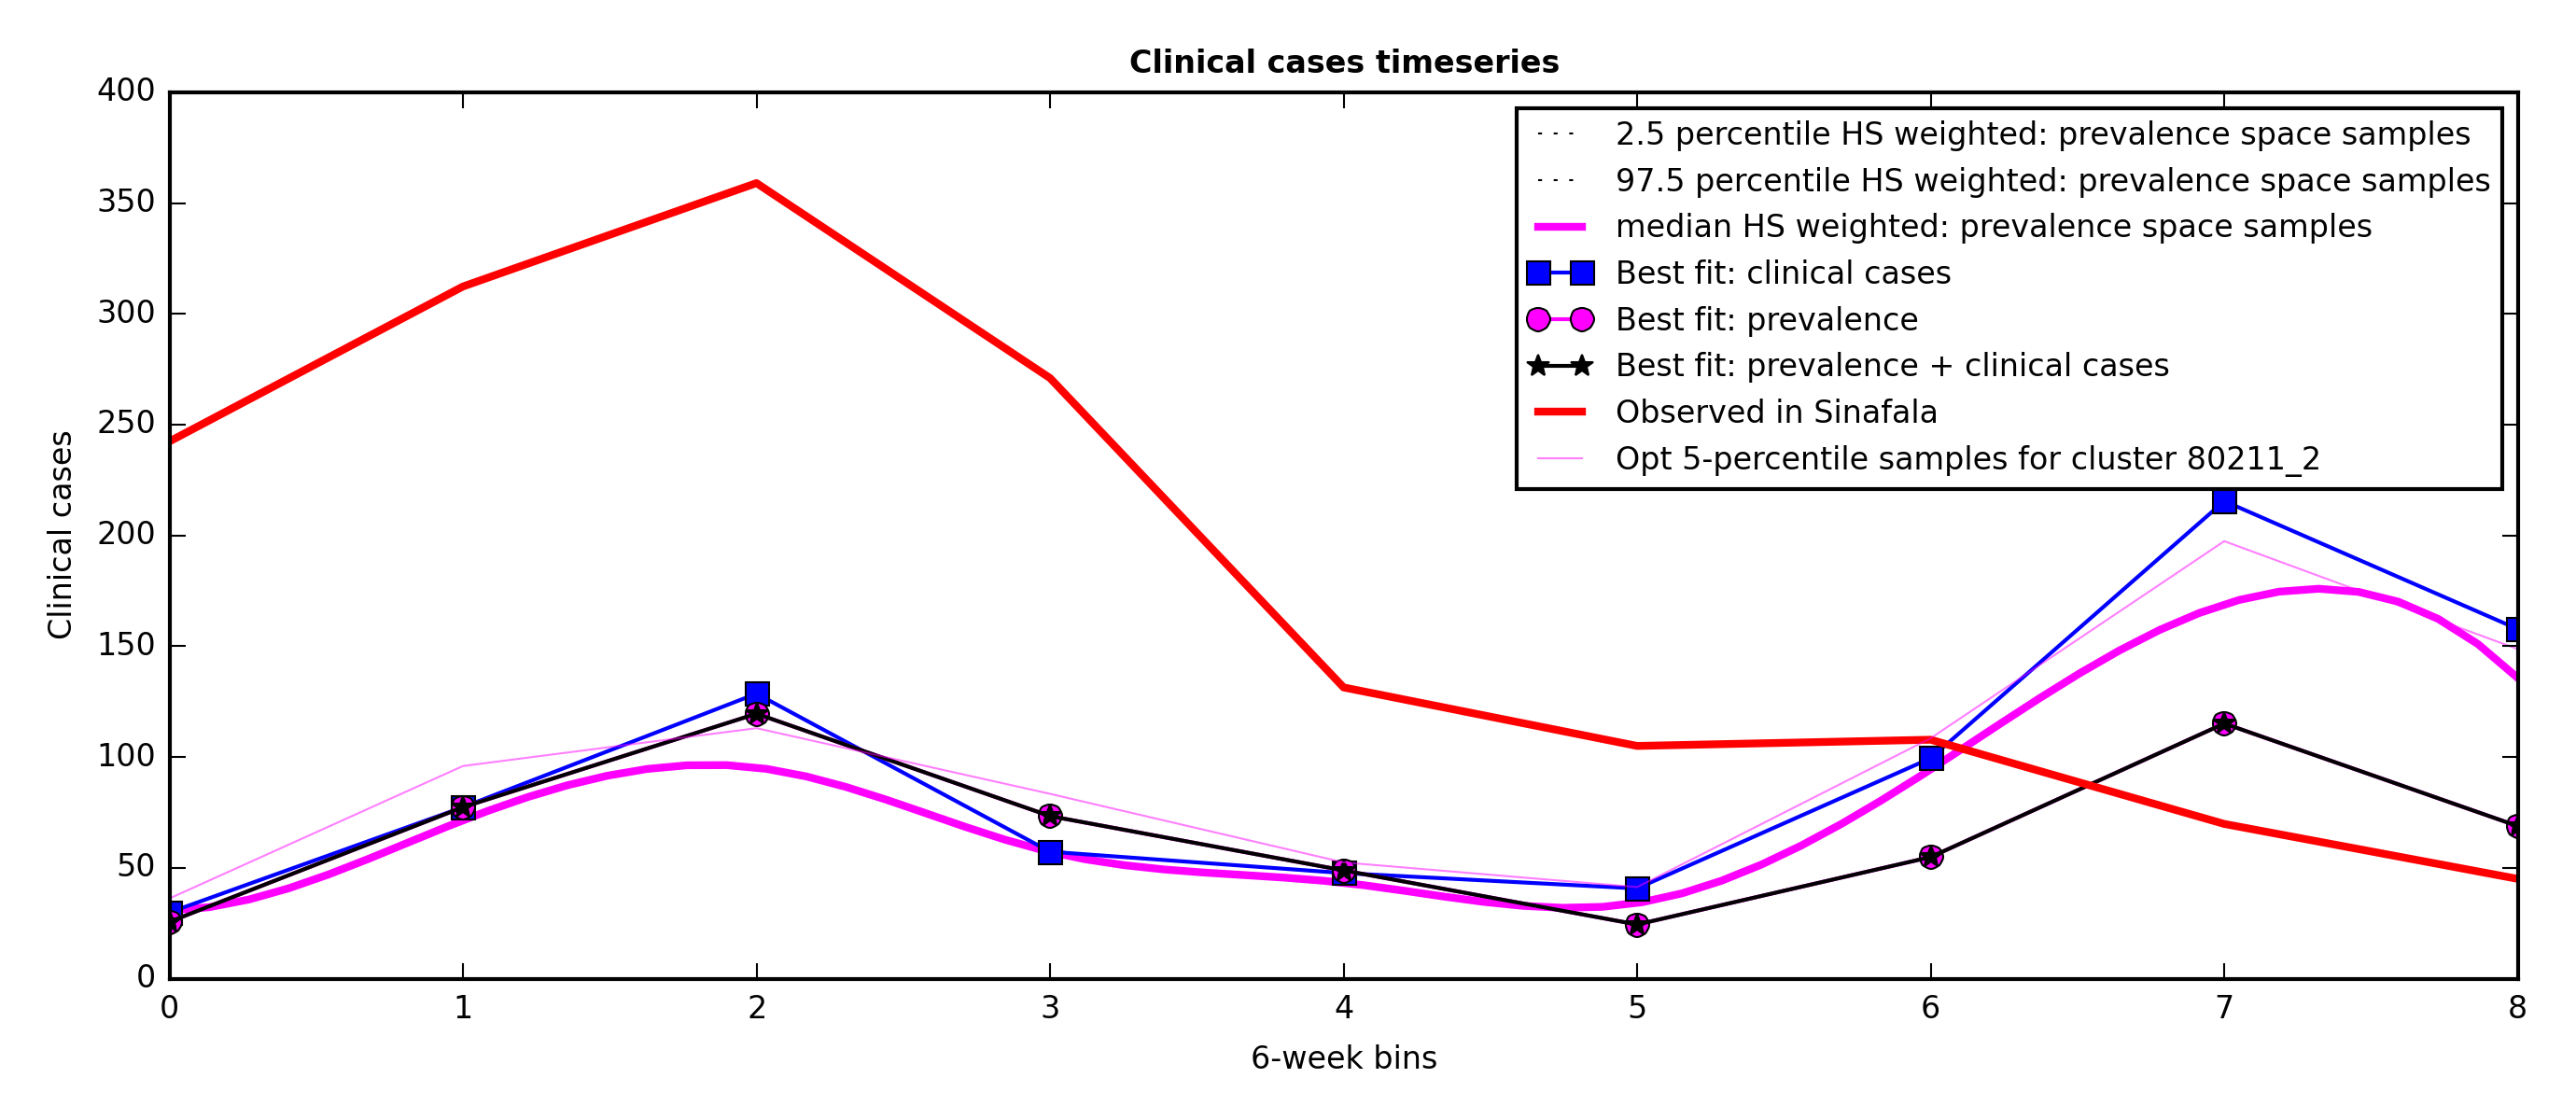 Clinical cases timeseries
400
350
300
250
200
150
100
50
0
Clinical cases
2.5 percentile HS weighted: prevalence space samples
97.5 percentile HS weighted: prevalence space samples
median HS weighted: prevalence space samples
Best fit: clinical cases
Best fit: prevalence
Best fit: prevalence + clinical cases
Observed in Sinafala
Opt 5-percentile samples for cluster 80211_2
0 1 2 3 4 5 6 7 8
6-week bins